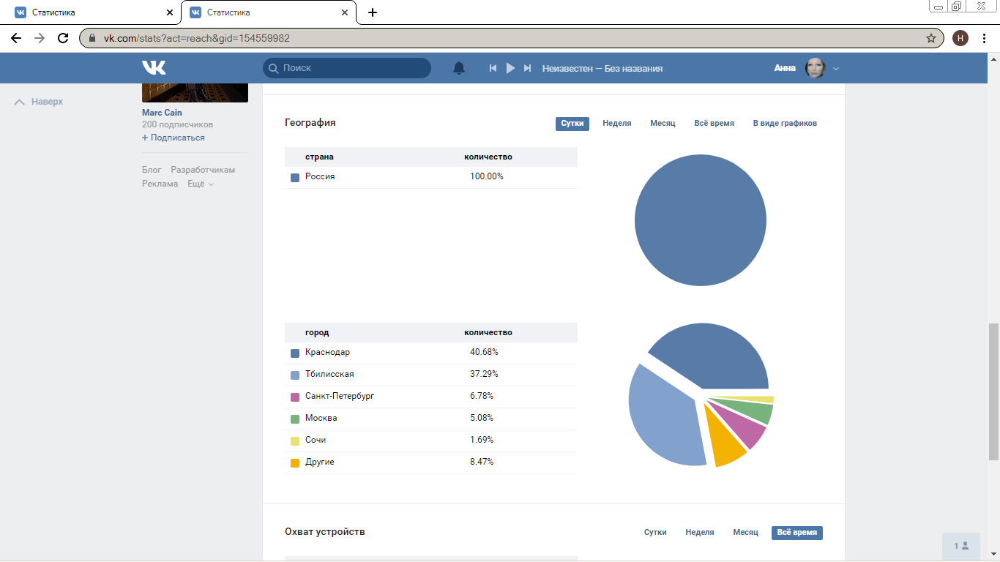 Статистика
Статистика
vk.com/stats?act=reach&gid=154559982
Н
Поиск
Неизвестен — Без названия
Анна
Наверх
Marc Cain
200 подписчиков
+ Подписаться
Блог Разработчикам
Реклама Ещё
География
Сутки Неделя Месяц Всё время В виде графиков
страна количество
Россия 100.00%
город количество
Краснодар 40.68%
Тбилисская 37.29%
Санкт-Петербург 6.78%
Москва 5.08%
Сочи 1.69%
Другие 8.47%
Охват устройств
Сутки Неделя Месяц Всё время
1